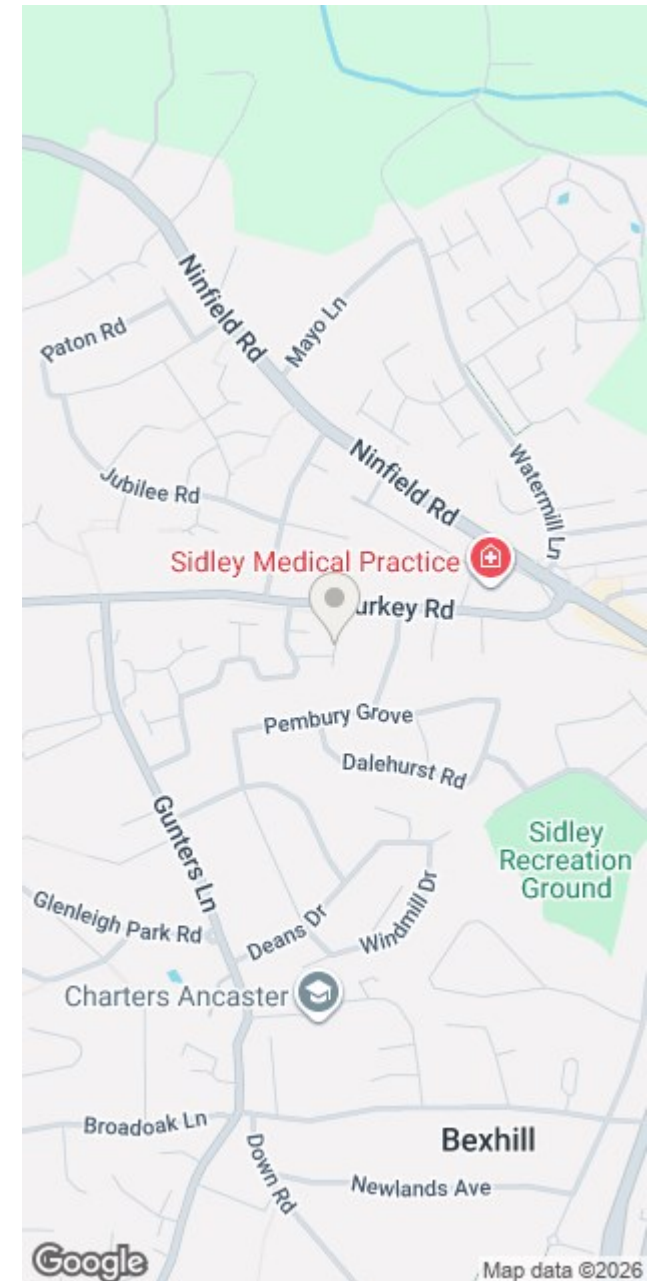 Ninfield Rd
Mayo Ln
Paton Rd
Ninfield Rd
Watermill Ln
Jubilee Rd
Sidley Medical Practice
urkey Rd
Pembury Grove
Dalehurst Rd
Gunters Ln
Sidley
Recreation
Ground
Glenleigh Park Rd
Deans Dr
Windmill Dr
Charters Ancaster
Broadoak Ln
Bexhill
Down Rd
Newlands Ave
Google
Map data ©2026